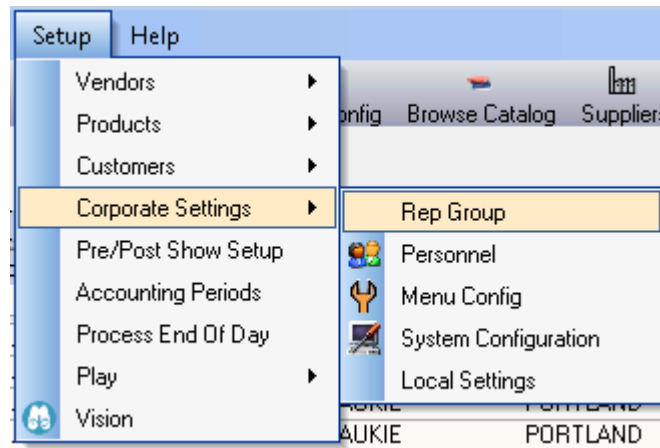 Setup Help
Vendors
Products
Customers
Corporate Settings
Pre/Post Show Setup
Accounting Periods
Process End Of Day
Play
Vision
Browse Catalog
Rep Group
Personnel
Menu Config
System Configuration
Local Settings
PORTLAND